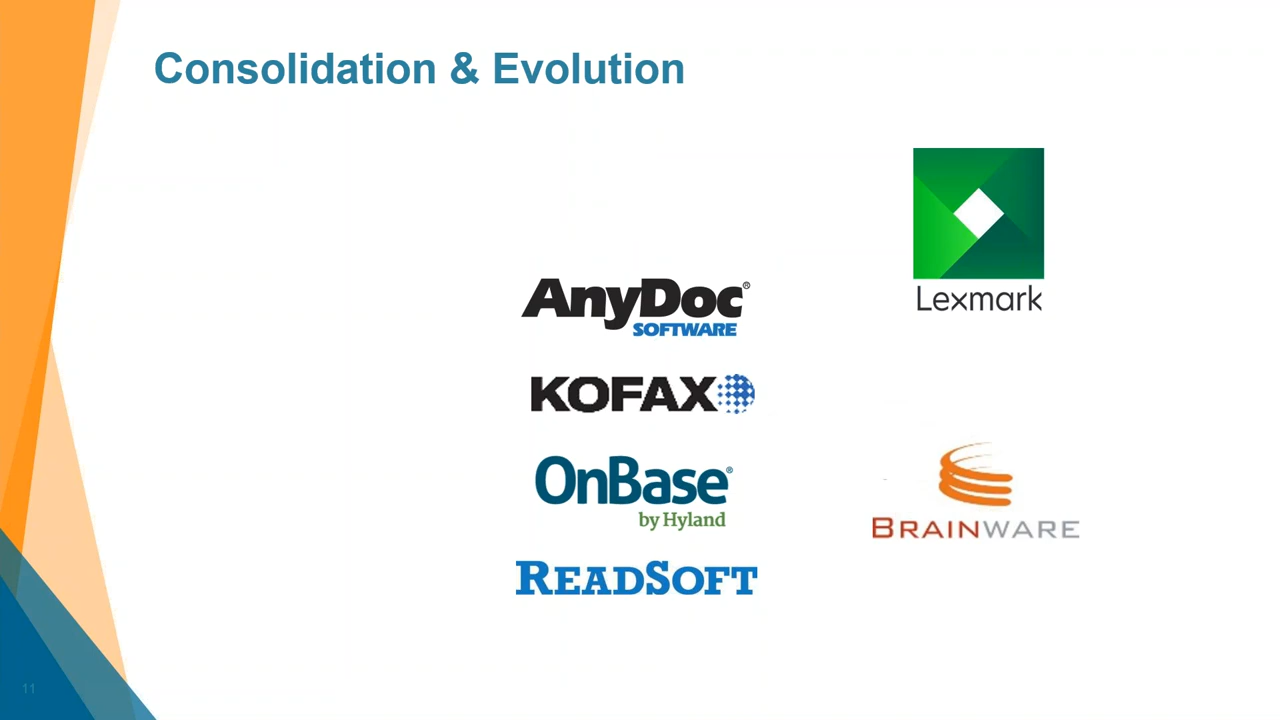 Consolidation & Evolution
Lexmark
AnyDoc®
SOFTWARE
KOFAX
OnBase®
by Hyland
BRAINWARE
READSOFT
11